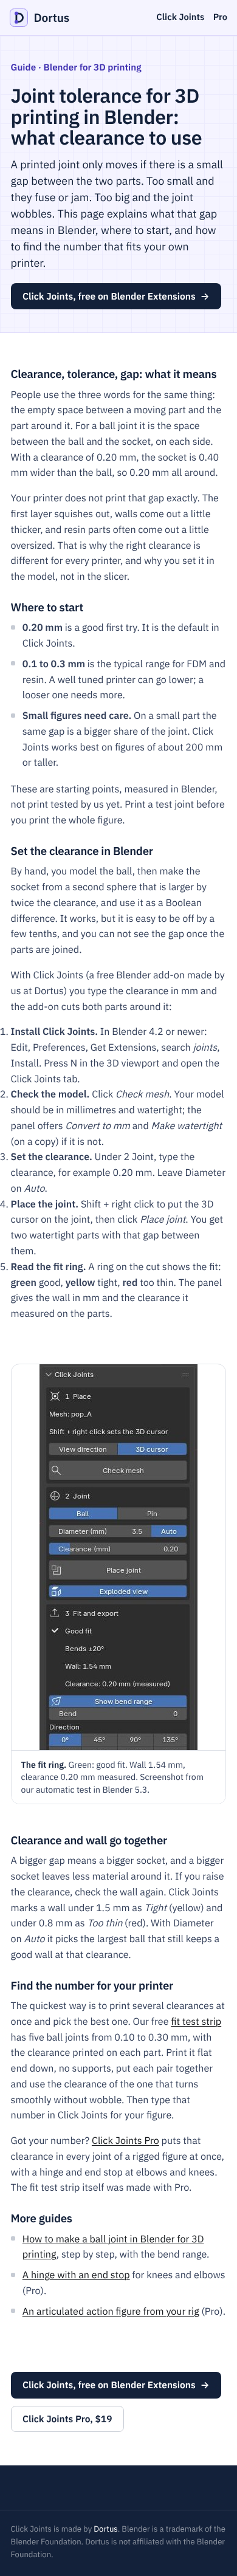 Dortus
Click Joints Pro
Guide · Blender for 3D printing
Joint tolerance for 3D
printing in Blender:
what clearance to use
A printed joint only moves if there is a small
gap between the two parts. Too small and
they fuse or jam. Too big and the joint
wobbles. This page explains what that gap
means in Blender, where to start, and how
to find the number that fits your own
printer.
Click Joints, free on Blender Extensions →
Clearance, tolerance, gap: what it means
People use the three words for the same thing:
the empty space between a moving part and the
part around it. For a ball joint it is the space
between the ball and the socket, on each side.
With a clearance of 0.20 mm, the socket is 0.40
mm wider than the ball, so 0.20 mm all around.
Your printer does not print that gap exactly. The
first layer squishes out, walls come out a little
thicker, and resin parts often come out a little
oversized. That is why the right clearance is
different for every printer, and why you set it in
the model, not in the slicer.
Where to start
0.20 mm is a good first try. It is the default in
Click Joints.
0.1 to 0.3 mm is the typical range for FDM and
resin. A well tuned printer can go lower; a
looser one needs more.
Small figures need care. On a small part the
same gap is a bigger share of the joint. Click
Joints works best on figures of about 200 mm
or taller.
These are starting points, measured in Blender,
not print tested by us yet. Print a test joint before
you print the whole figure.
Set the clearance in Blender
By hand, you model the ball, then make the
socket from a second sphere that is larger by
twice the clearance, and use it as a Boolean
difference. It works, but it is easy to be off by a
few tenths, and you can not see the gap once the
parts are joined.
With Click Joints (a free Blender add-on made by
us at Dortus) you type the clearance in mm and
the add-on cuts both parts around it:
1. Install Click Joints. In Blender 4.2 or newer:
Edit, Preferences, Get Extensions, search joints,
Install. Press N in the 3D viewport and open the
Click Joints tab.
2. Check the model. Click Check mesh. Your model
should be in millimetres and watertight; the
panel offers Convert to mm and Make watertight
(on a copy) if it is not.
3. Set the clearance. Under 2 Joint, type the
clearance, for example 0.20 mm. Leave Diameter
on Auto.
4. Place the joint. Shift + right click to put the 3D
cursor on the joint, then click Place joint. You get
two watertight parts with that gap between
them.
5. Read the fit ring. A ring on the cut shows the fit:
green good, yellow tight, red too thin. The panel
gives the wall in mm and the clearance it
measured on the parts.
Click Joints
1 Place
Mesh: pop_A
Shift + right click sets the 3D cursor
View direction 3D cursor
Check mesh
2 Joint
Ball Pin
Diameter (mm) 3.5 Auto
Clearance (mm) 0.20
Place joint
Exploded view
3 Fit and export
Good fit
Bends ±20°
Wall: 1.54 mm
Clearance: 0.20 mm (measured)
Show bend range
Bend 0
Direction
0° 45° 90° 135°
The fit ring. Green: good fit. Wall 1.54 mm,
clearance 0.20 mm measured. Screenshot from
our automatic test in Blender 5.3.
Clearance and wall go together
A bigger gap means a bigger socket, and a bigger
socket leaves less material around it. If you raise
the clearance, check the wall again. Click Joints
marks a wall under 1.5 mm as Tight (yellow) and
under 0.8 mm as Too thin (red). With Diameter
on Auto it picks the largest ball that still keeps a
good wall at that clearance.
Find the number for your printer
The quickest way is to print several clearances at
once and pick the best one. Our free fit test strip
has five ball joints from 0.10 to 0.30 mm, with
the clearance printed on each part. Print it flat
end down, no supports, put each pair together
and use the clearance of the one that turns
smoothly without wobble. Then type that
number in Click Joints for your figure.
Got your number? Click Joints Pro puts that
clearance in every joint of a rigged figure at once,
with a hinge and end stop at elbows and knees.
The fit test strip itself was made with Pro.
More guides
How to make a ball joint in Blender for 3D
printing, step by step, with the bend range.
A hinge with an end stop for knees and elbows
(Pro).
An articulated action figure from your rig (Pro).
Click Joints, free on Blender Extensions →
Click Joints Pro, $19
Click Joints is made by Dortus. Blender is a trademark of the
Blender Foundation. Dortus is not affiliated with the Blender
Foundation.